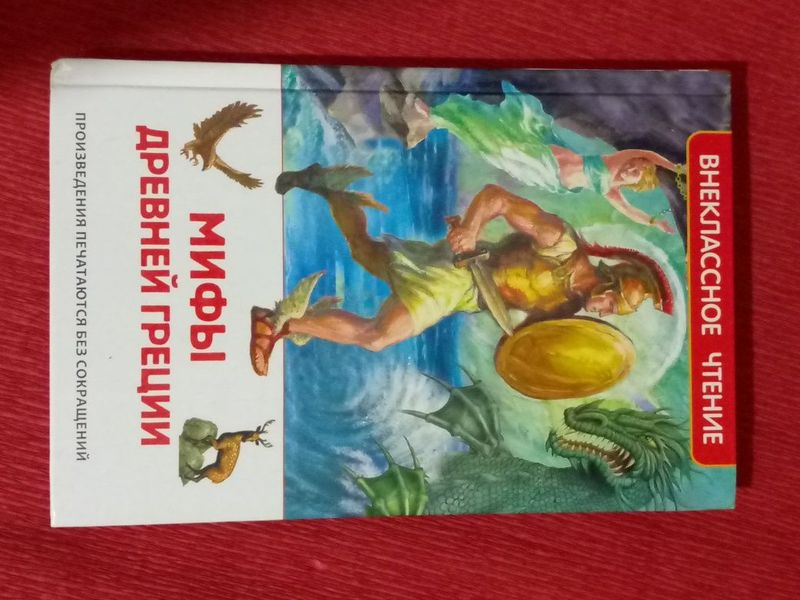 ВНЕКЛАССНОЕ ЧТЕНИЕ
МИФЫ
ДРЕВНЕЙ ГРЕЦИИ
ПРОИЗВЕДЕНИЯ ПЕЧАТАЮТСЯ БЕЗ СОКРАЩЕНИЙ